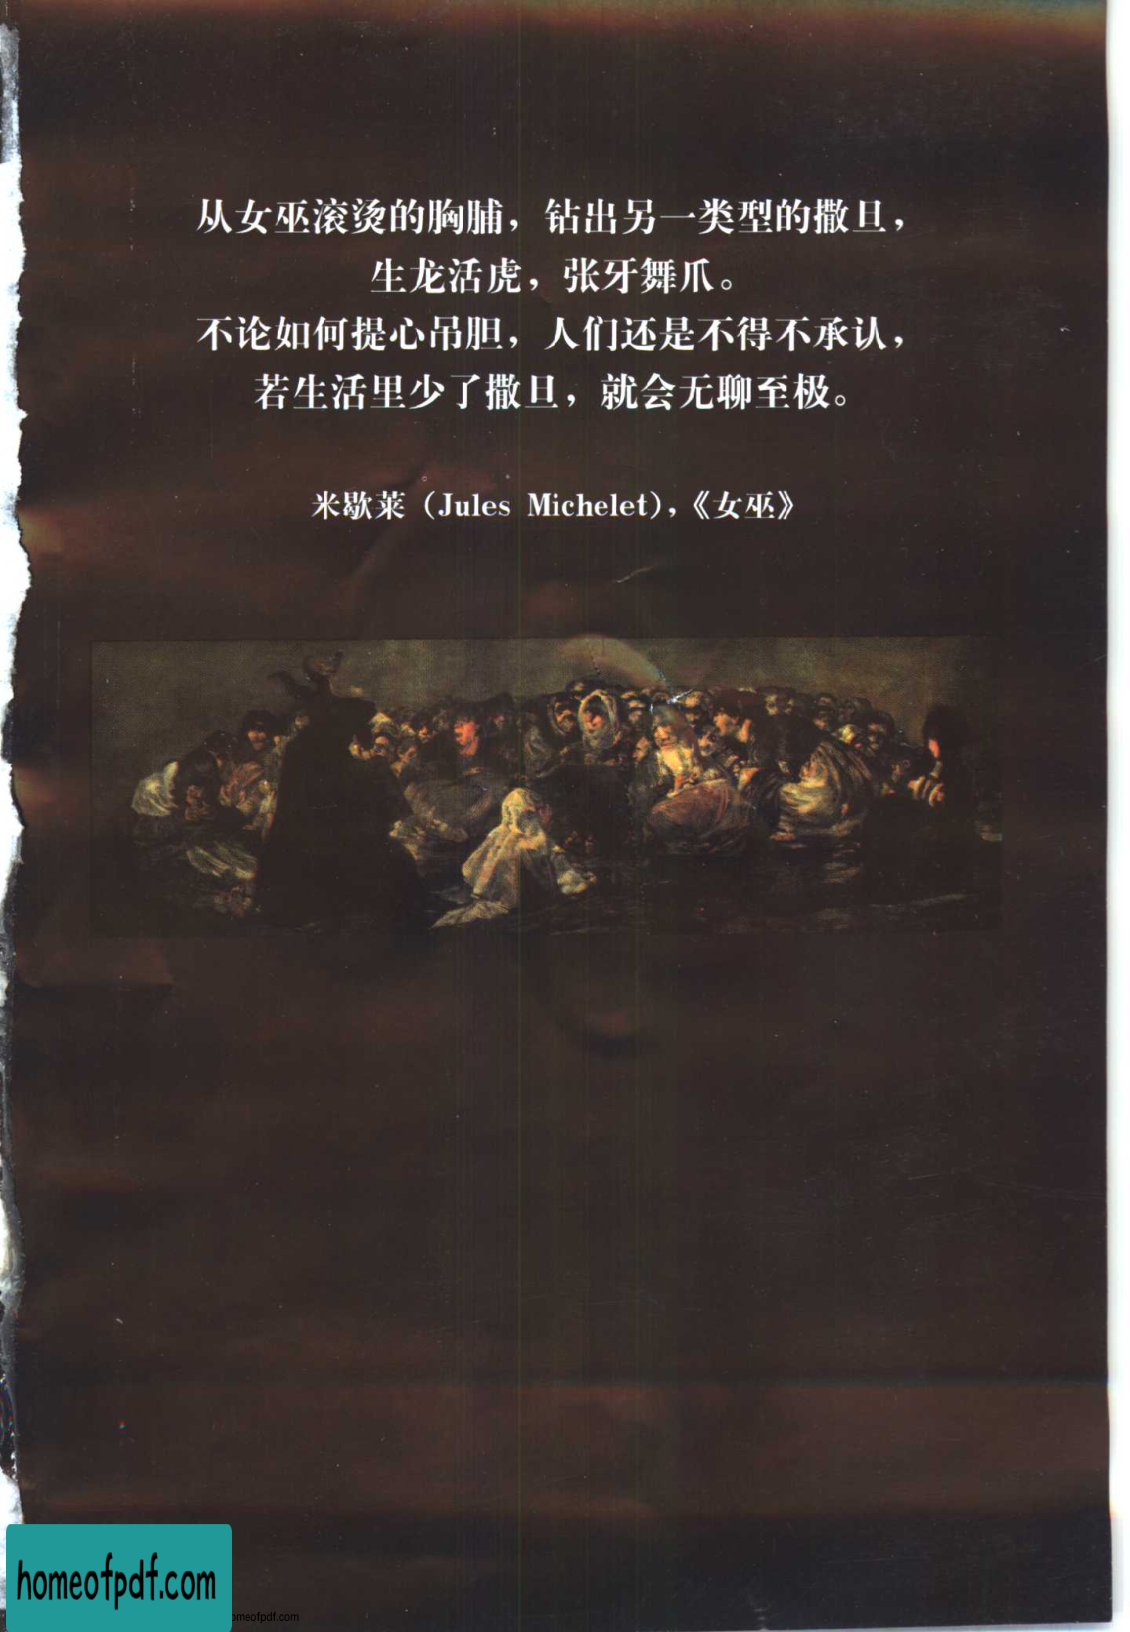 从女巫滚烫的胸脯，钻出另一类型的撒旦，
生龙活虎，张牙舞爪。
不论如何提心吊胆，人们还是不得不承认，
若生活里少了撒旦，就会无聊至极。
米歇莱（Jules Michelet），《女巫》
homeofpdf.com
omeofpdf.com